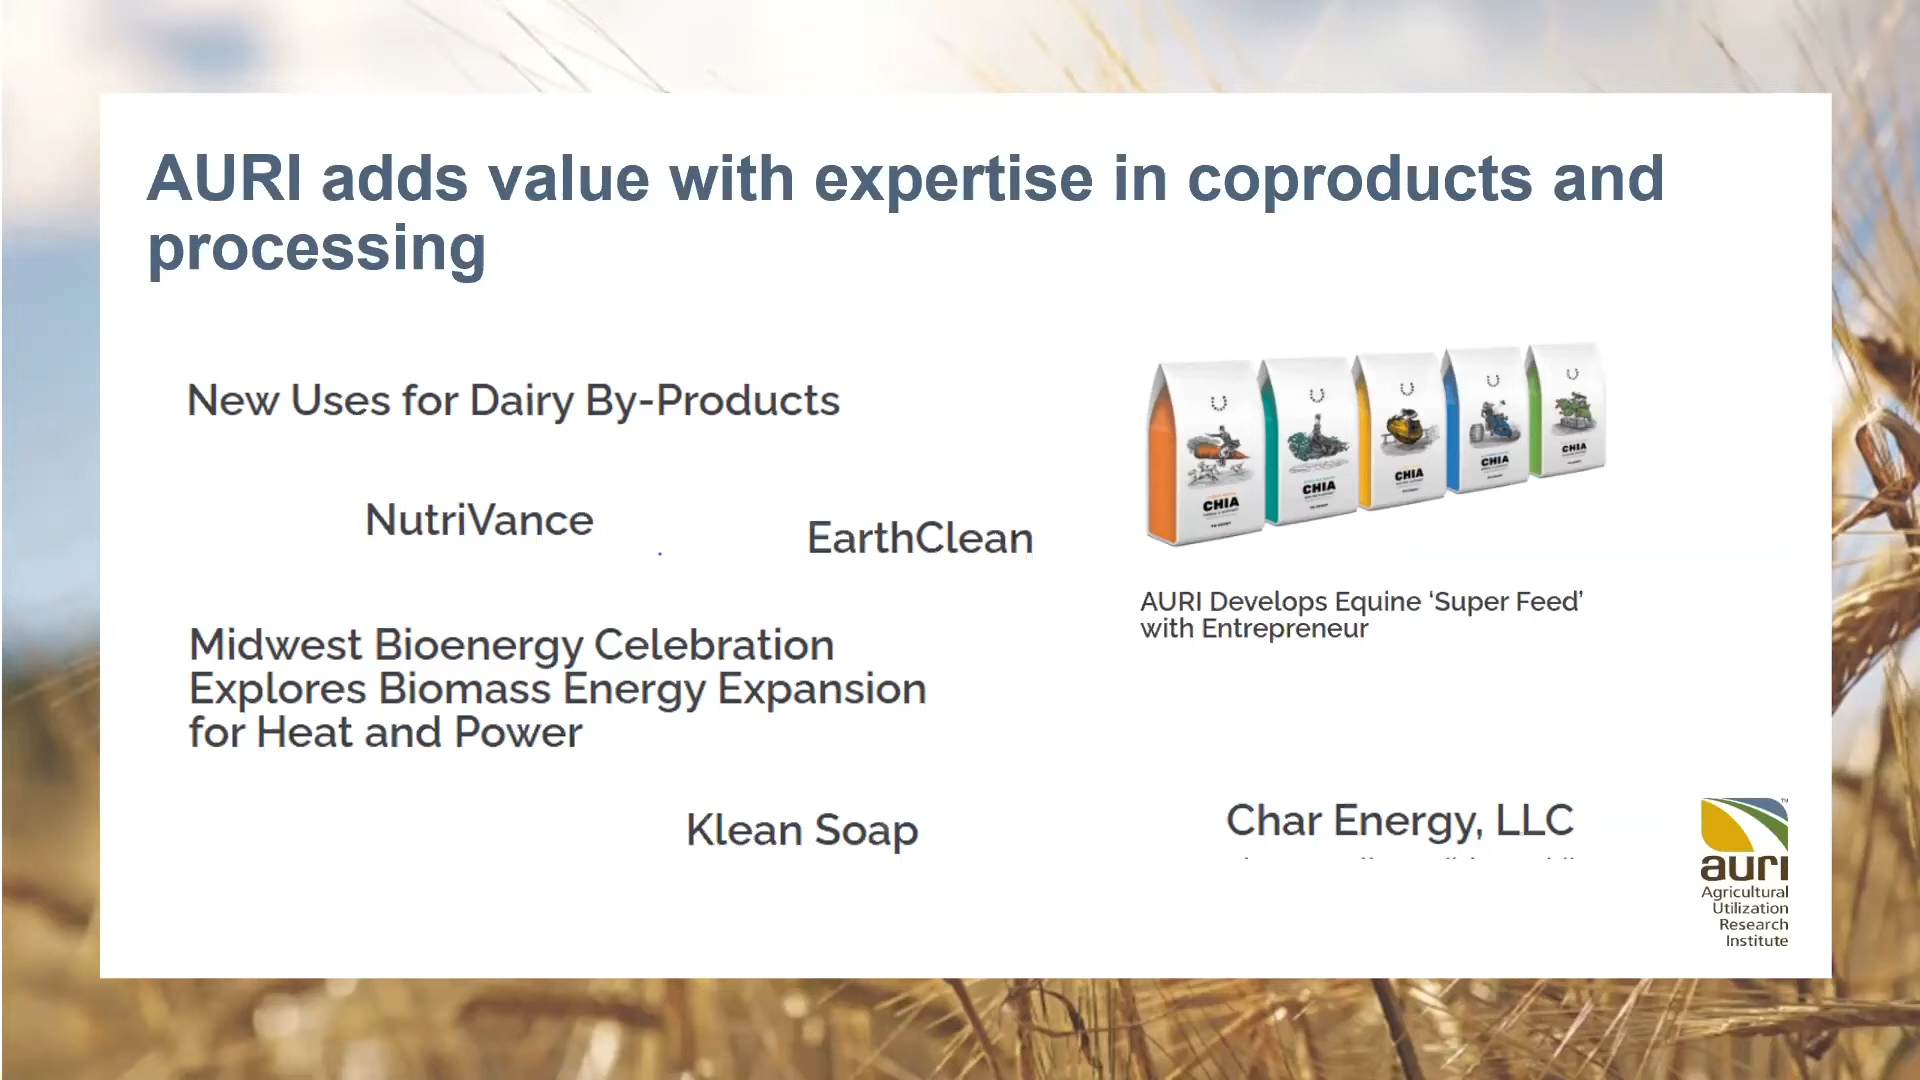 AURI adds value with expertise in coproducts and
processing
New Uses for Dairy By-Products
NutriVance
EarthClean
CHIA
CHIA
CHIA
CHIA
CHIA
AURI Develops Equine ‘Super Feed’
with Entrepreneur
Midwest Bioenergy Celebration
Explores Biomass Energy Expansion
for Heat and Power
Klean Soap
Char Energy, LLC
auri
Agricultural
Utilization
Research
Institute